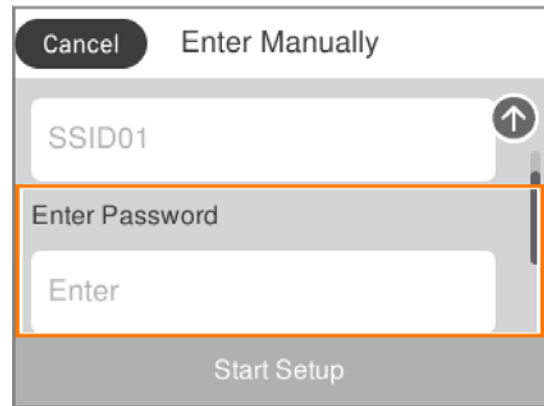 Cancel Enter Manually
SSID01
Enter Password
Enter
Start Setup